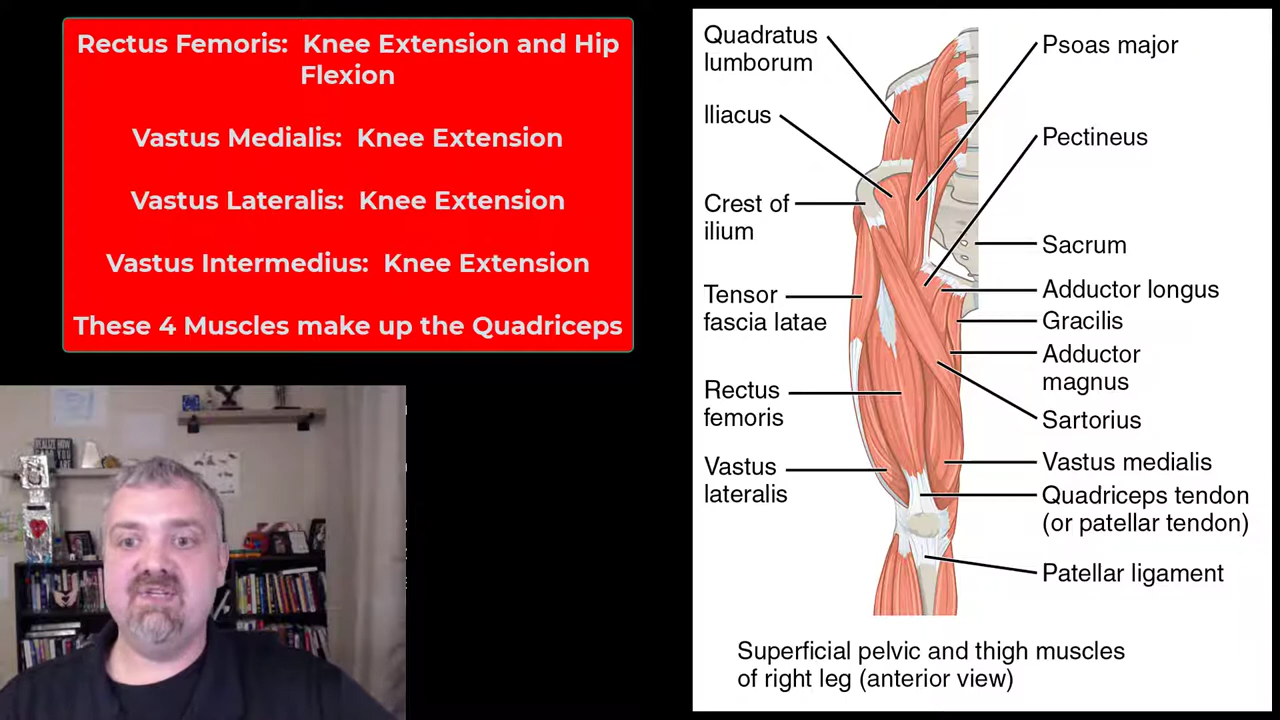 Rectus Femoris: Knee Extension and Hip
Flexion
Vastus Medialis: Knee Extension
Vastus Lateralis: Knee Extension
Vastus Intermedius: Knee Extension
These 4 Muscles make up the Quadriceps
Quadratus
lumborum
Iliacus
Crest of
ilium
Tensor
fascia latae
Rectus
femoris
Vastus
lateralis
Psoas major
Pectineus
Sacrum
Adductor longus
Gracilis
Adductor
magnus
Sartorius
Vastus medialis
Quadriceps tendon
(or patellar tendon)
Patellar ligament
Superficial pelvic and thigh muscles
of right leg (anterior view)